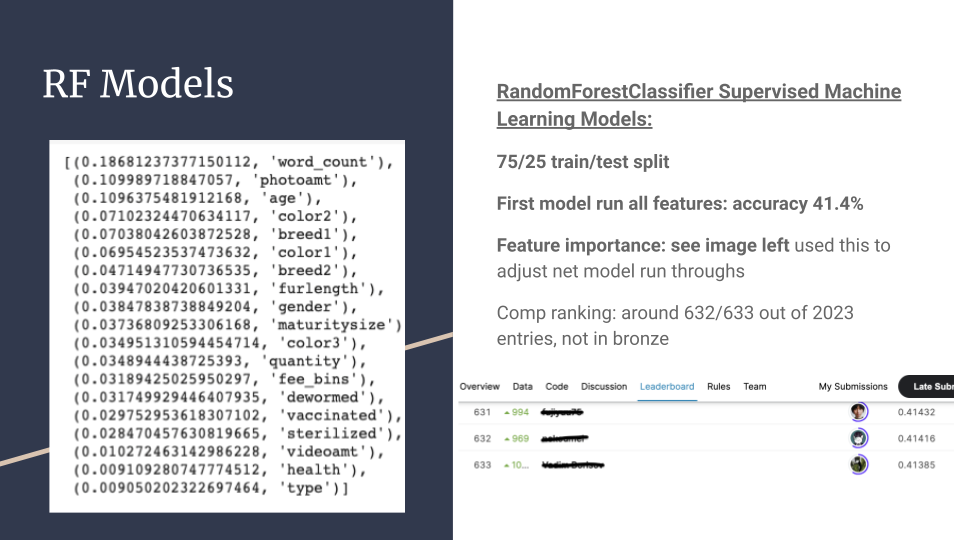 RF Models
[(0.18681237377150112, 'word_count'),
(0.109989718847057, 'photoamt'),
(0.1096375481912168, 'age'),
(0.07102324470634117, 'color2'),
(0.07038042603872528, 'breed1'),
(0.06954523537473632, 'color1'),
(0.04714947730736535, 'breed2'),
(0.03947020420601331, 'furlength'),
(0.03847838738849204, 'gender'),
(0.03736809253306168, 'maturitysize')
(0.034951310594454714, 'color3'),
(0.0348944438725393, 'quantity'),
(0.03189425025950297, 'fee_bins'),
(0.031749929446407935, 'dewormed'),
(0.029752953618307102, 'vaccinated'),
(0.028470457630819665, 'sterilized'),
(0.010272463142986228, 'videoamt'),
(0.009109280747774512, 'health'),
(0.009050202322697464, 'type')]
RandomForestClassifier Supervised Machine
Learning Models:
75/25 train/test split
First model run all features: accuracy 41.4%
Feature importance: see image left used this to
adjust net model run throughs
Comp ranking: around 632/633 out of 2023
entries, not in bronze
Overview Data Code Discussion Leaderboard Rules Team My Submissions Late Subm
631 994 0.41432
632 969 0.41416
633 10... 0.41385